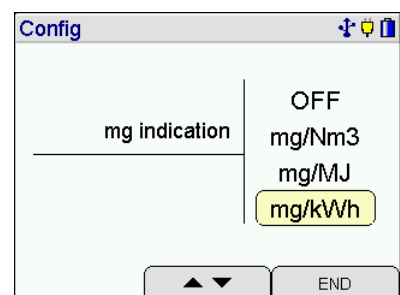 Config
OFF
mg indication
mg/Nm3
mg/MJ
mg/kWh
▲ ▼
END